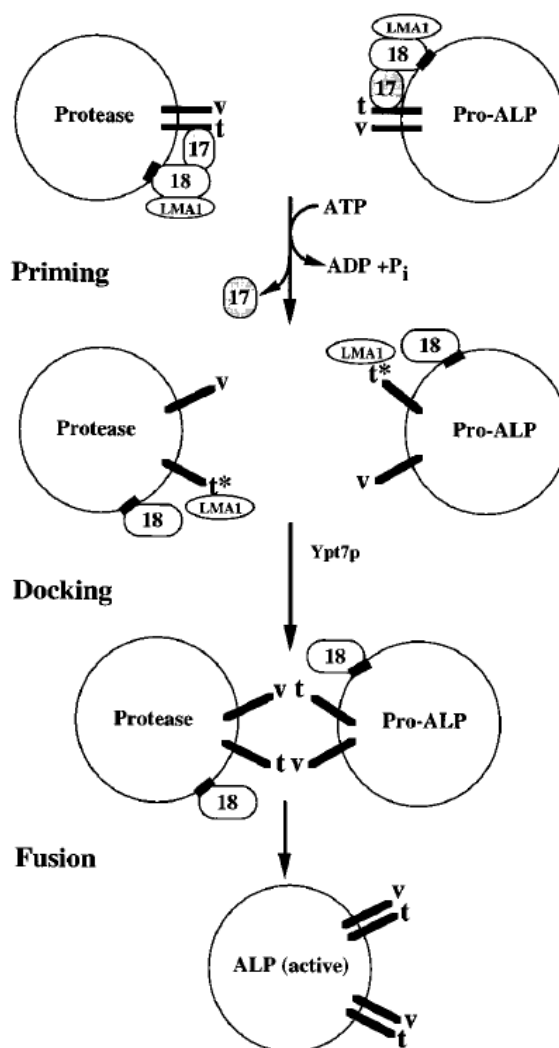 LMA1
18
17
Protease
v
t
t
v
Pro-ALP
17
18
LMA1
ATP
ADP +Pi
Priming
17
v
18
LMA1
t*
Protease
Pro-ALP
v
t*
18
LMA1
Ypt7p
Docking
18
v t
Protease
Pro-ALP
t v
18
Fusion
v
t
ALP (active)
v
t